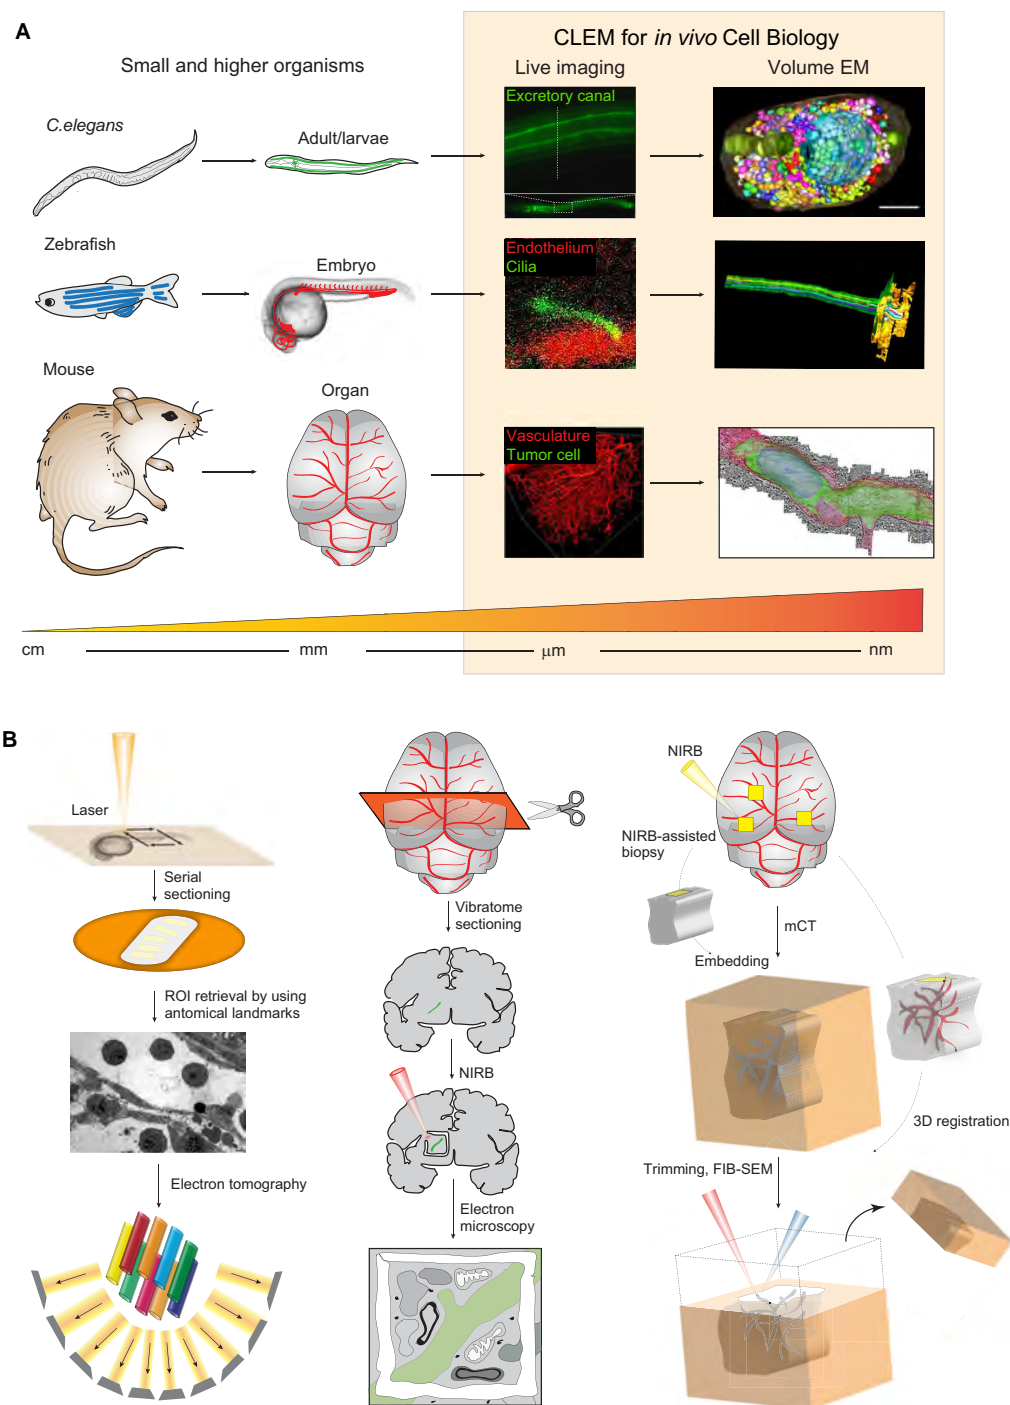 A
CLEM for in vivo Cell Biology
Small and higher organisms
Live imaging
Volume EM
C.elegans
Adult/larvae
Excretory canal
Zebrafish
Embryo
Endothelium
Cilia
Mouse
Organ
Vasculature
Tumor cell
cm
mm
μm
nm
B
Laser
Serial
sectioning
ROI retrieval by using
antomical landmarks
Electron tomography
Vibratome
sectioning
NIRB
Electron
microscopy
NIRB
NIRB-assisted
biopsy
mCT
Embedding
3D registration
Trimming, FIB-SEM